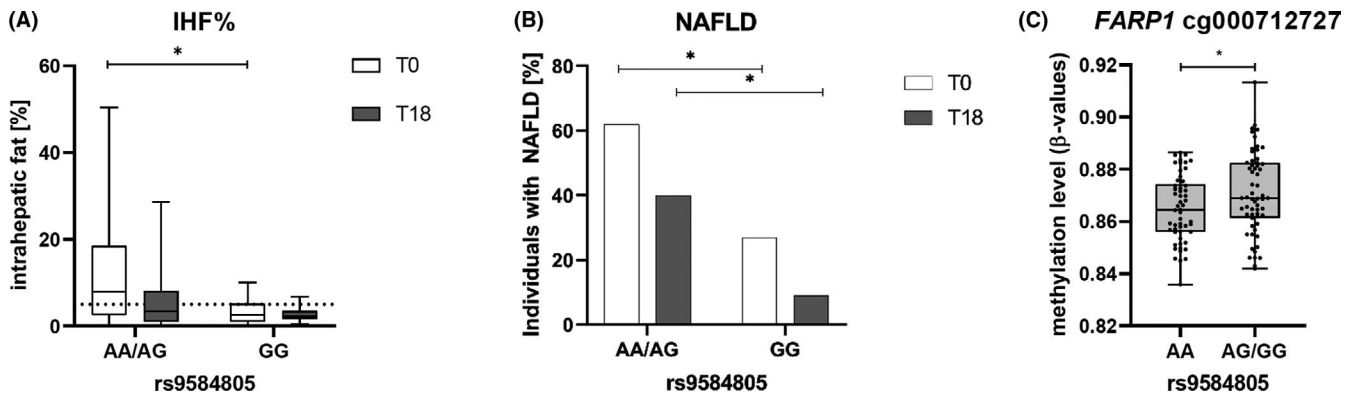 (A)
IHF%
*
intrahepatic fat [%]
60
40
20
0
AA/AG
GG
rs9584805
T0
T18
(B)
NAFLD
*
*
Individuals with NAFLD [%]
80
60
40
20
0
AA/AG
GG
rs9584805
T0
T18
(C)
FARP1 cg000712727
*
methylation level (β-values)
0.92
0.90
0.88
0.86
0.84
0.82
AA
AG/GG
rs9584805